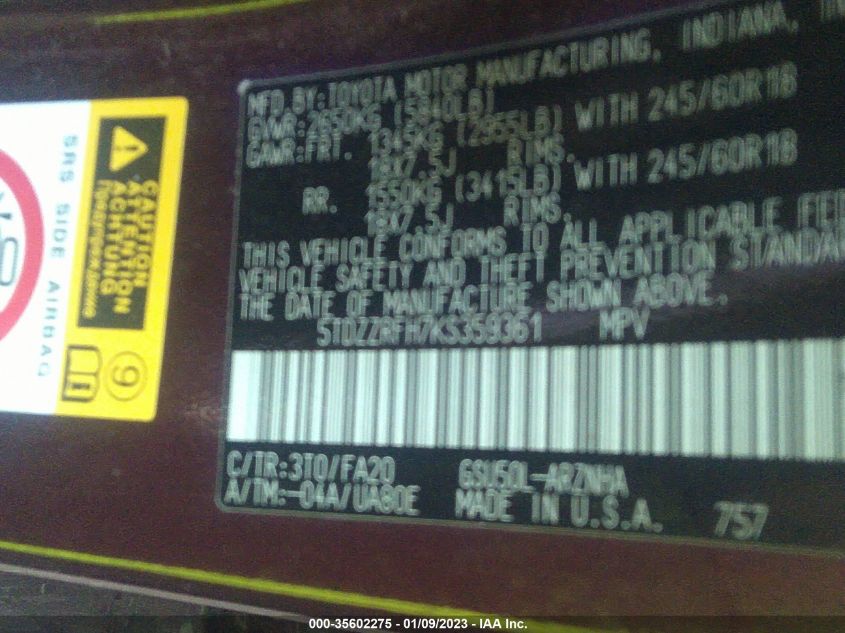 MFD BY:TOYOTA MOTOR MANUFACTURING, INDIANA,
GVWR:2650KG (5840LB)
GAWR:FRT. 1345KG (2955LB) WITH 245/60R18
18X7.5J RIMS.
RR. 1550KG (3415LB) WITH 245/60R18
18X7.5J RIMS.
THIS VEHICLE CONFORMS TO ALL APPLICABLE
VEHICLE SAFETY AND THEFT PREVENTION
THE DATE OF MANUFACTURE SHOWN ABOVE.
5TDZZRFH7KS359361 MPV
C/TR:3T0/FA20 GSU50L-ARZNHA
A/TM:-04A/UA80E MADE IN U.S.A. 757
SRS SIDE AIRBAG
CAUTION
ATTENTION
ACHTUNG
9
000-35602275 - 01/09/2023 - IAA Inc.